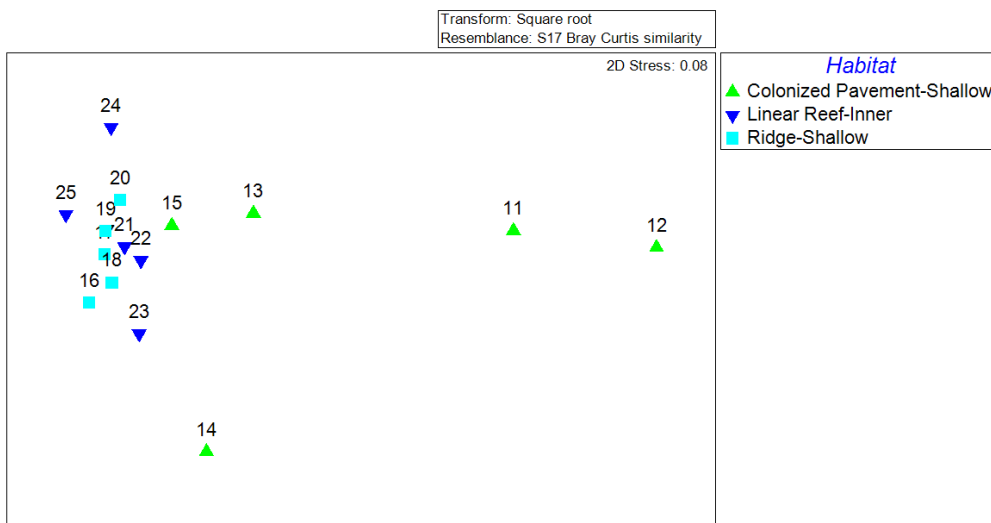 Transform: Square root
Resemblance: S17 Bray Curtis similarity
2D Stress: 0.08
Habitat
Colonized Pavement-Shallow
Linear Reef-Inner
Ridge-Shallow
24
20
25
15
13
19
21
11
12
22
18
16
23
14